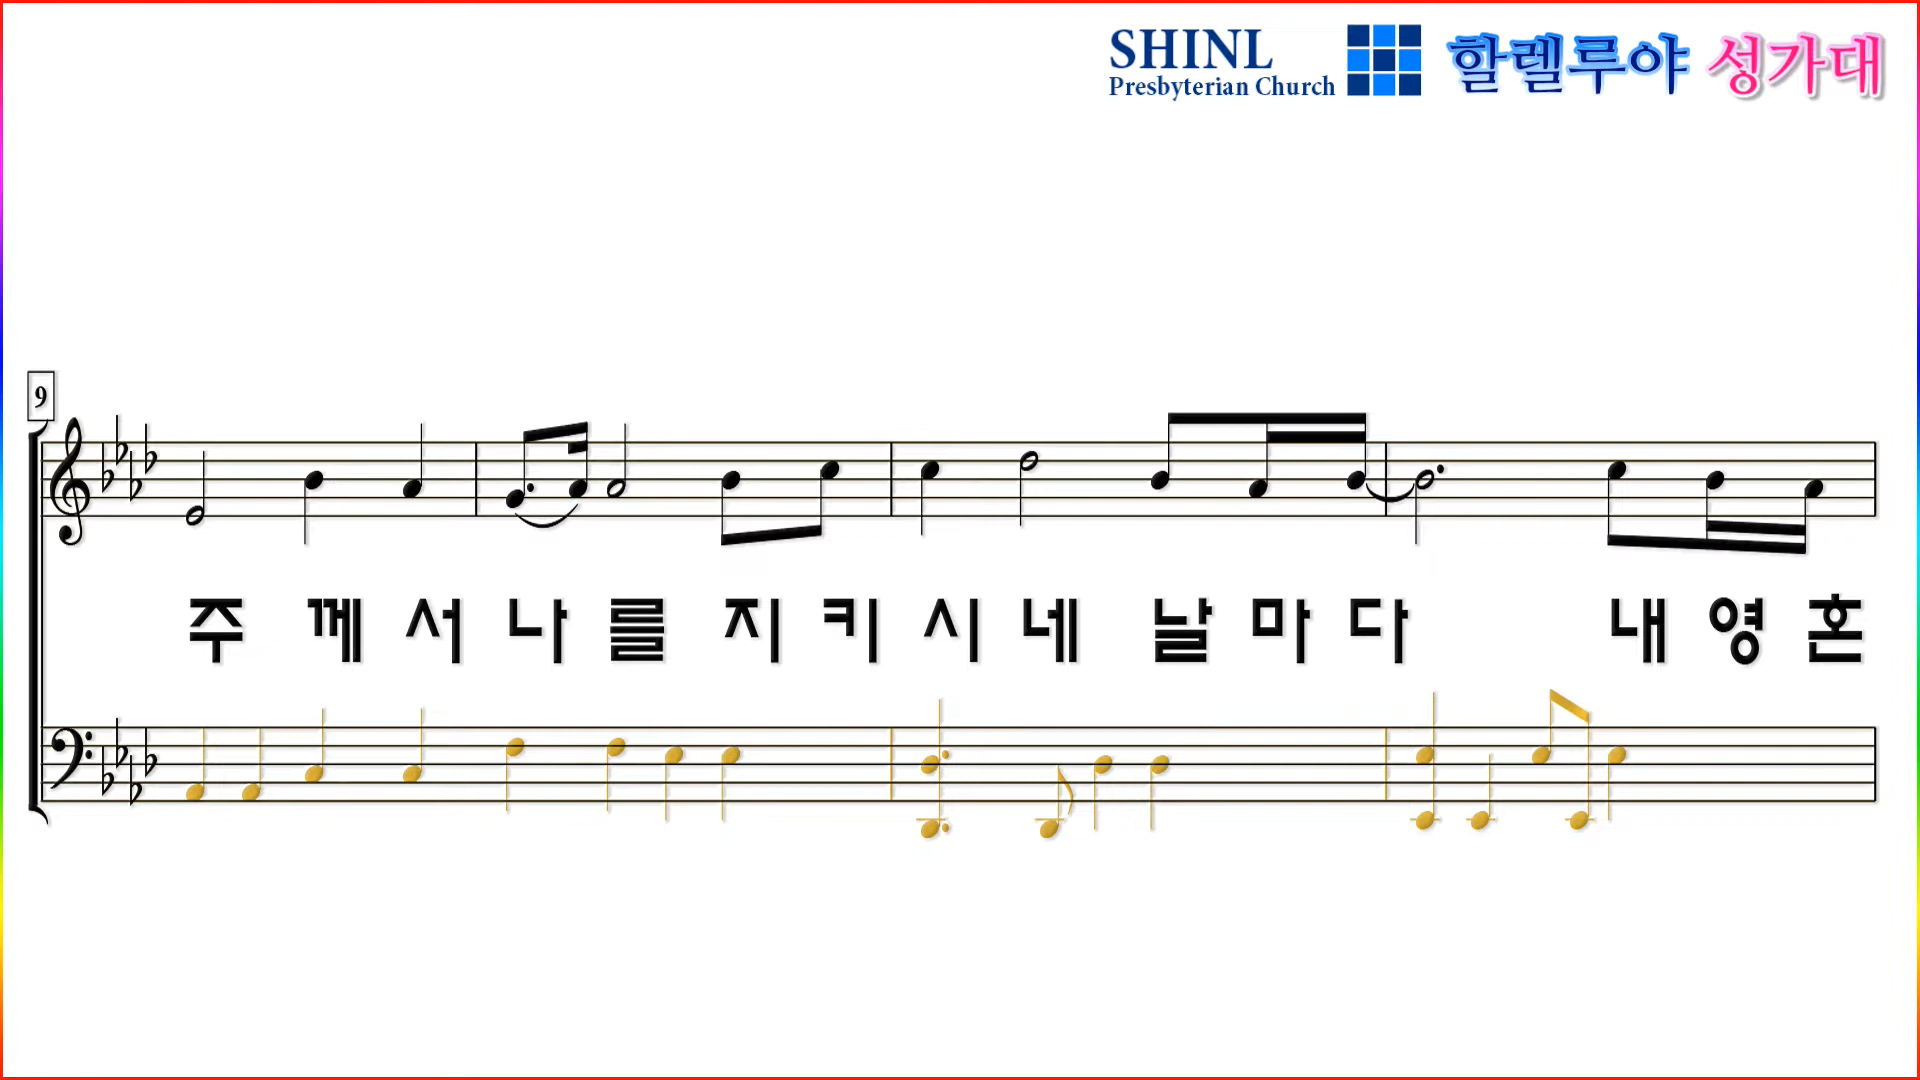 SHINL
Presbyterian Church
할렐루야 성가대
9
주 께 서 나 를 지 키 시 네 날 마 다 내 영 혼